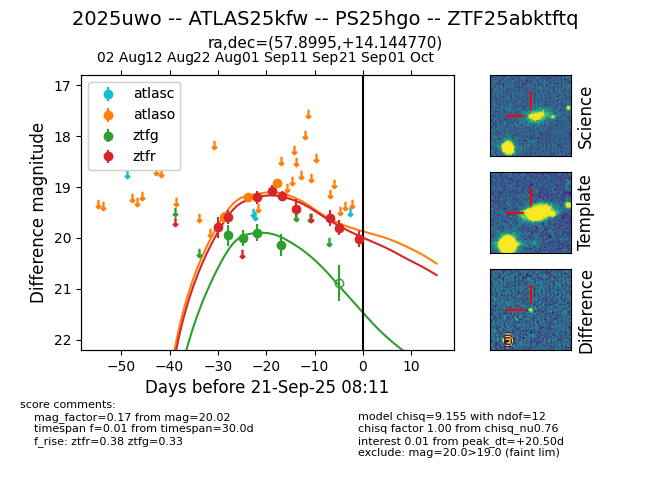 2025uwo -- ATLAS25kfw -- PS25hgo -- ZTF25abktftq
ra,dec=(57.8995,+14.144770)
02 Aug 12 Aug 22 Aug 01 Sep 11 Sep 21 Sep 01 Oct
17
18
19
20
21
22
Difference magnitude
atlasc
atlaso
ztfg
ztfr
−50 −40 −30 −20 −10 0 10
Days before 21-Sep-25 08:11
Science
Template
Difference
score comments:
mag_factor=0.17 from mag=20.02
timespan f=0.01 from timespan=30.0d
f_rise: ztfr=0.38 ztfg=0.33
model chisq=9.155 with ndof=12
chisq factor 1.00 from chisq_nu0.76
interest 0.01 from peak_dt=+20.50d
exclude: mag=20.0>19.0 (faint lim)